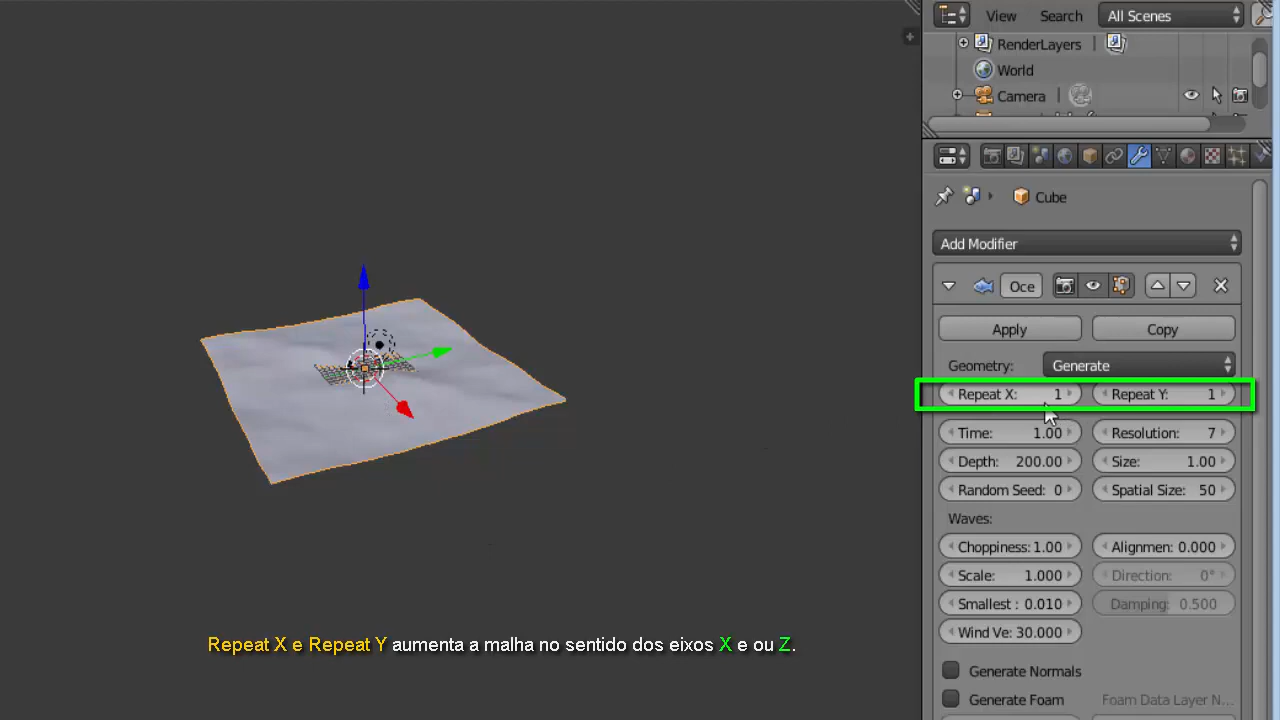 View Search All Scenes
RenderLayers
World
Camera
Cube
Add Modifier
Oce
Apply Copy
Geometry: Generate
Repeat X: 1 Repeat Y: 1
Time: 1.00 Resolution: 7
Depth: 200.00 Size: 1.00
Random Seed: 0 Spatial Size: 50
Waves:
Choppiness: 1.00 Alignmen: 0.000
Scale: 1.000 Direction: 0°
Smallest : 0.010 Damping: 0.500
Wind Ve: 30.000
Generate Normals
Generate Foam Foam Data Layer N...
Repeat X e Repeat Y aumenta a malha no sentido dos eixos X e ou Z.